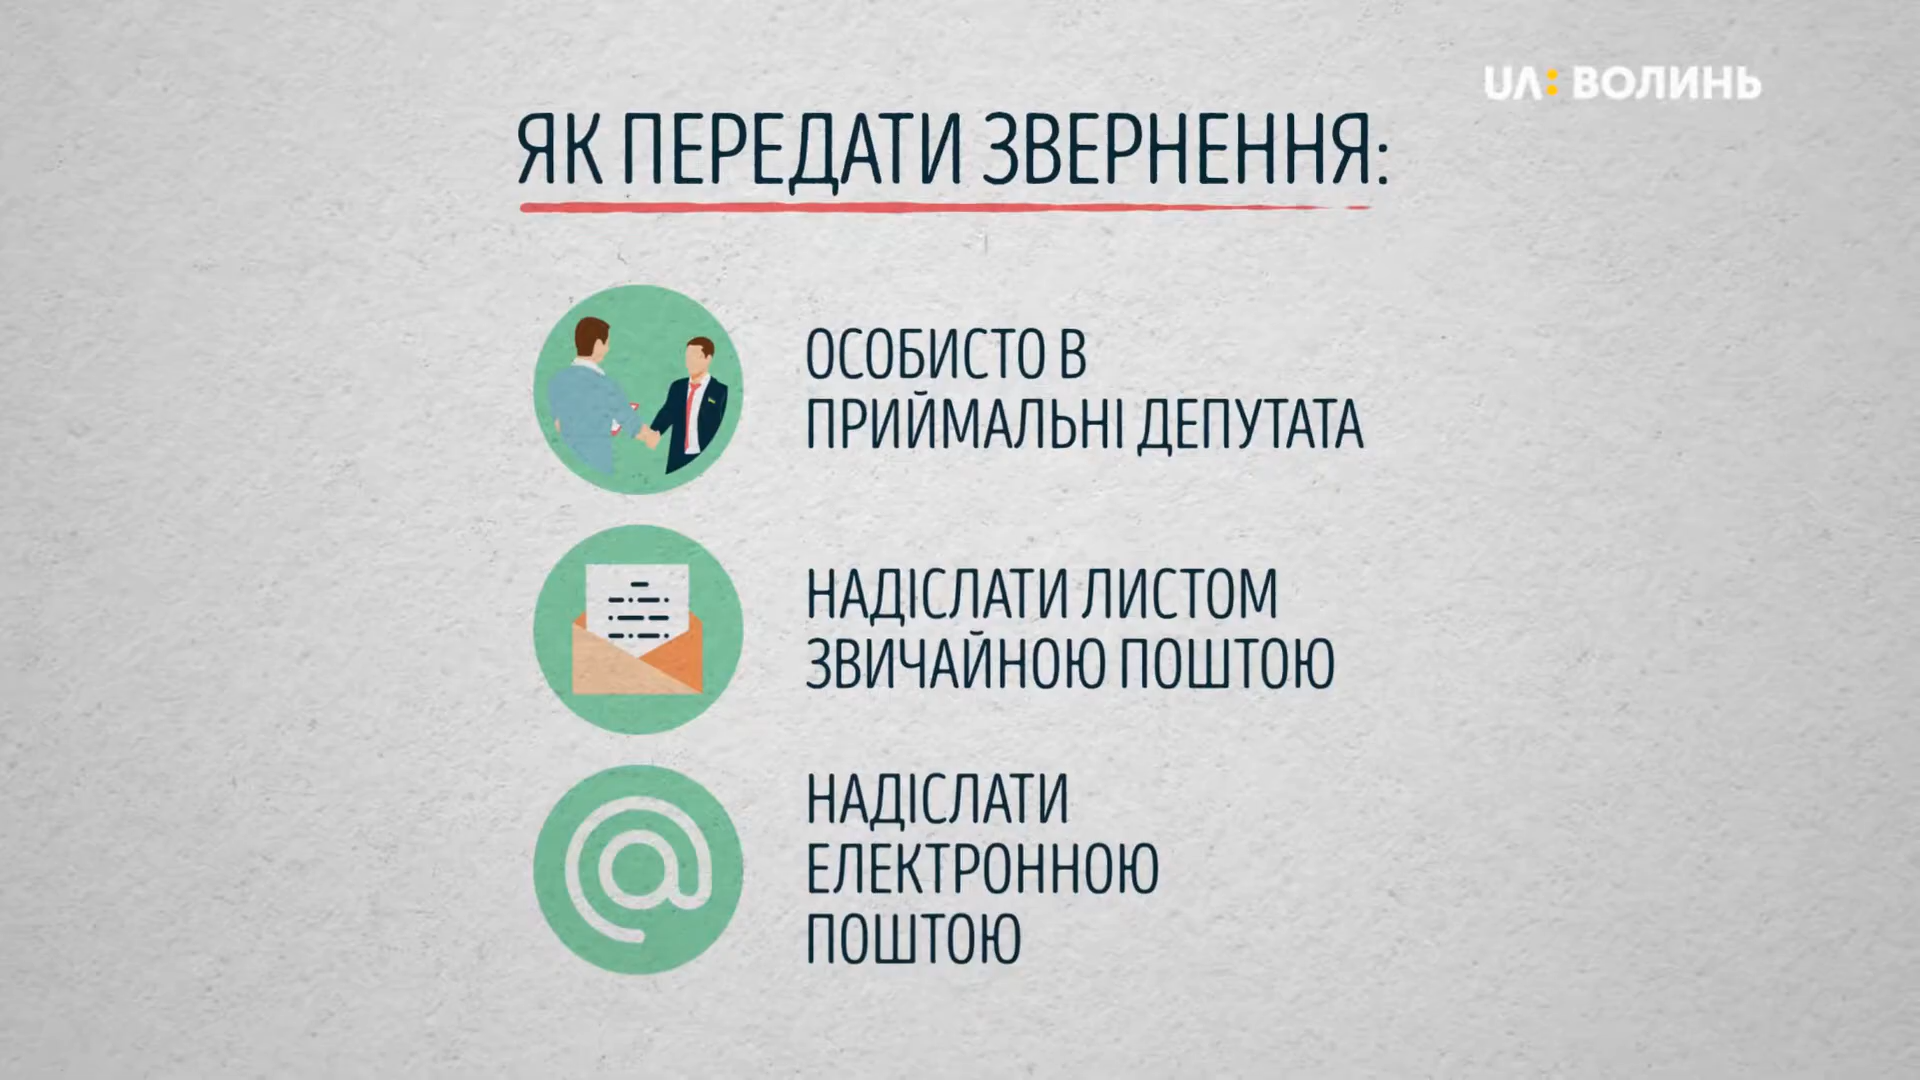 UA: ВОЛИНЬ
ЯК ПЕРЕДАТИ ЗВЕРНЕННЯ:
ОСОБИСТО В
ПРИЙМАЛЬНІ ДЕПУТАТА
НАДІСЛАТИ ЛИСТОМ
ЗВИЧАЙНОЮ ПОШТОЮ
НАДІСЛАТИ
ЕЛЕКТРОННОЮ
ПОШТОЮ